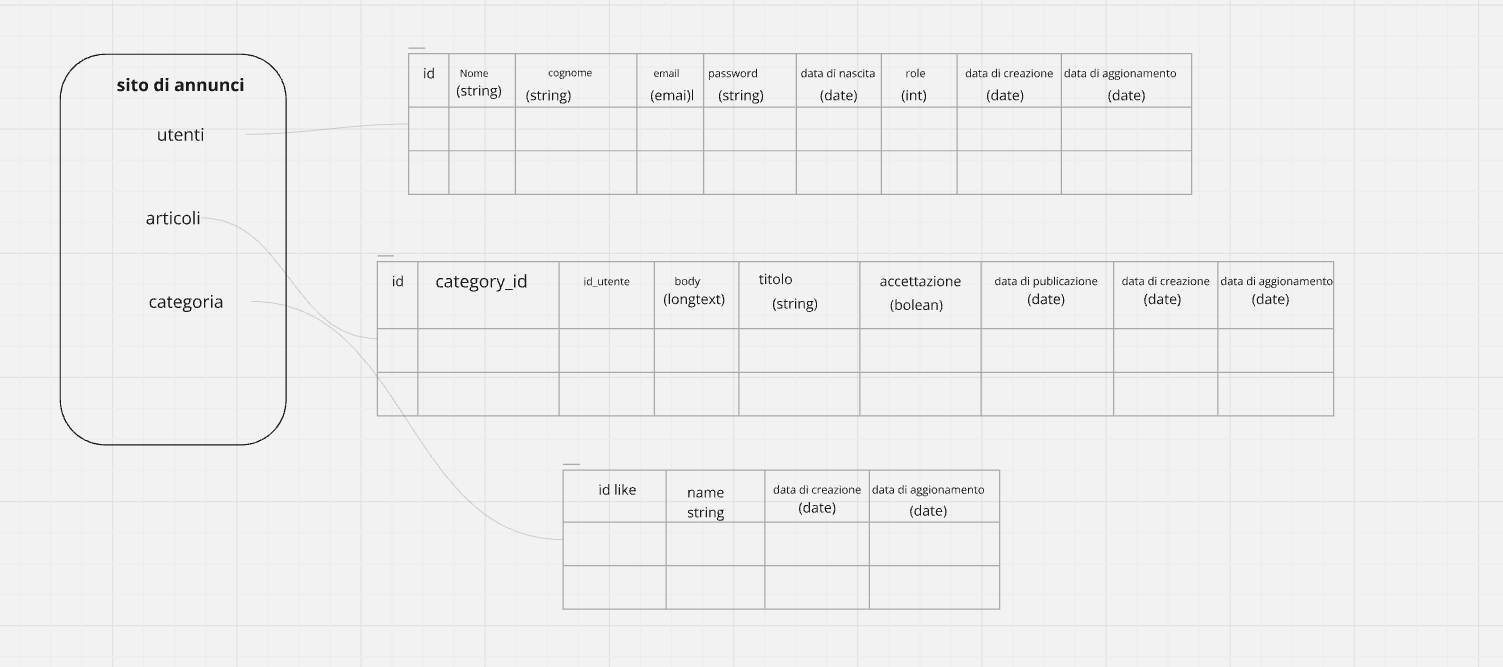 sito di annunci
utenti
articoli
categoria
id
Nome
(string)
cognome
(string)
email
(emai)l
password
(string)
data di nascita
(date)
role
(int)
data di creazione
(date)
data di aggionamento
(date)
id
category_id
id_utente
body
(longtext)
titolo
(string)
accettazione
(bolean)
data di publicazione
(date)
data di creazione
(date)
data di aggionamento
(date)
id like
name
string
data di creazione
(date)
data di aggionamento
(date)